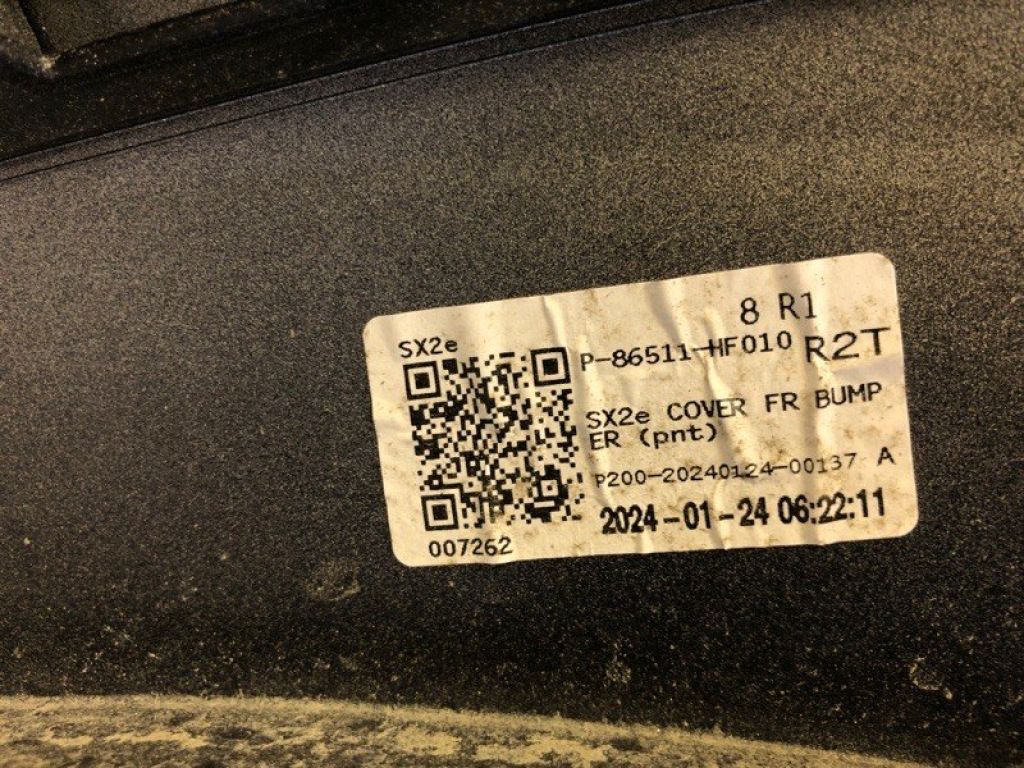 8 R1
SX2e
P-86511-HF010 R2T
SX2e COVER FR BUMP
ER (pnt)
P200-20240124-00137 A
2024-01-24 06:22:11
007262